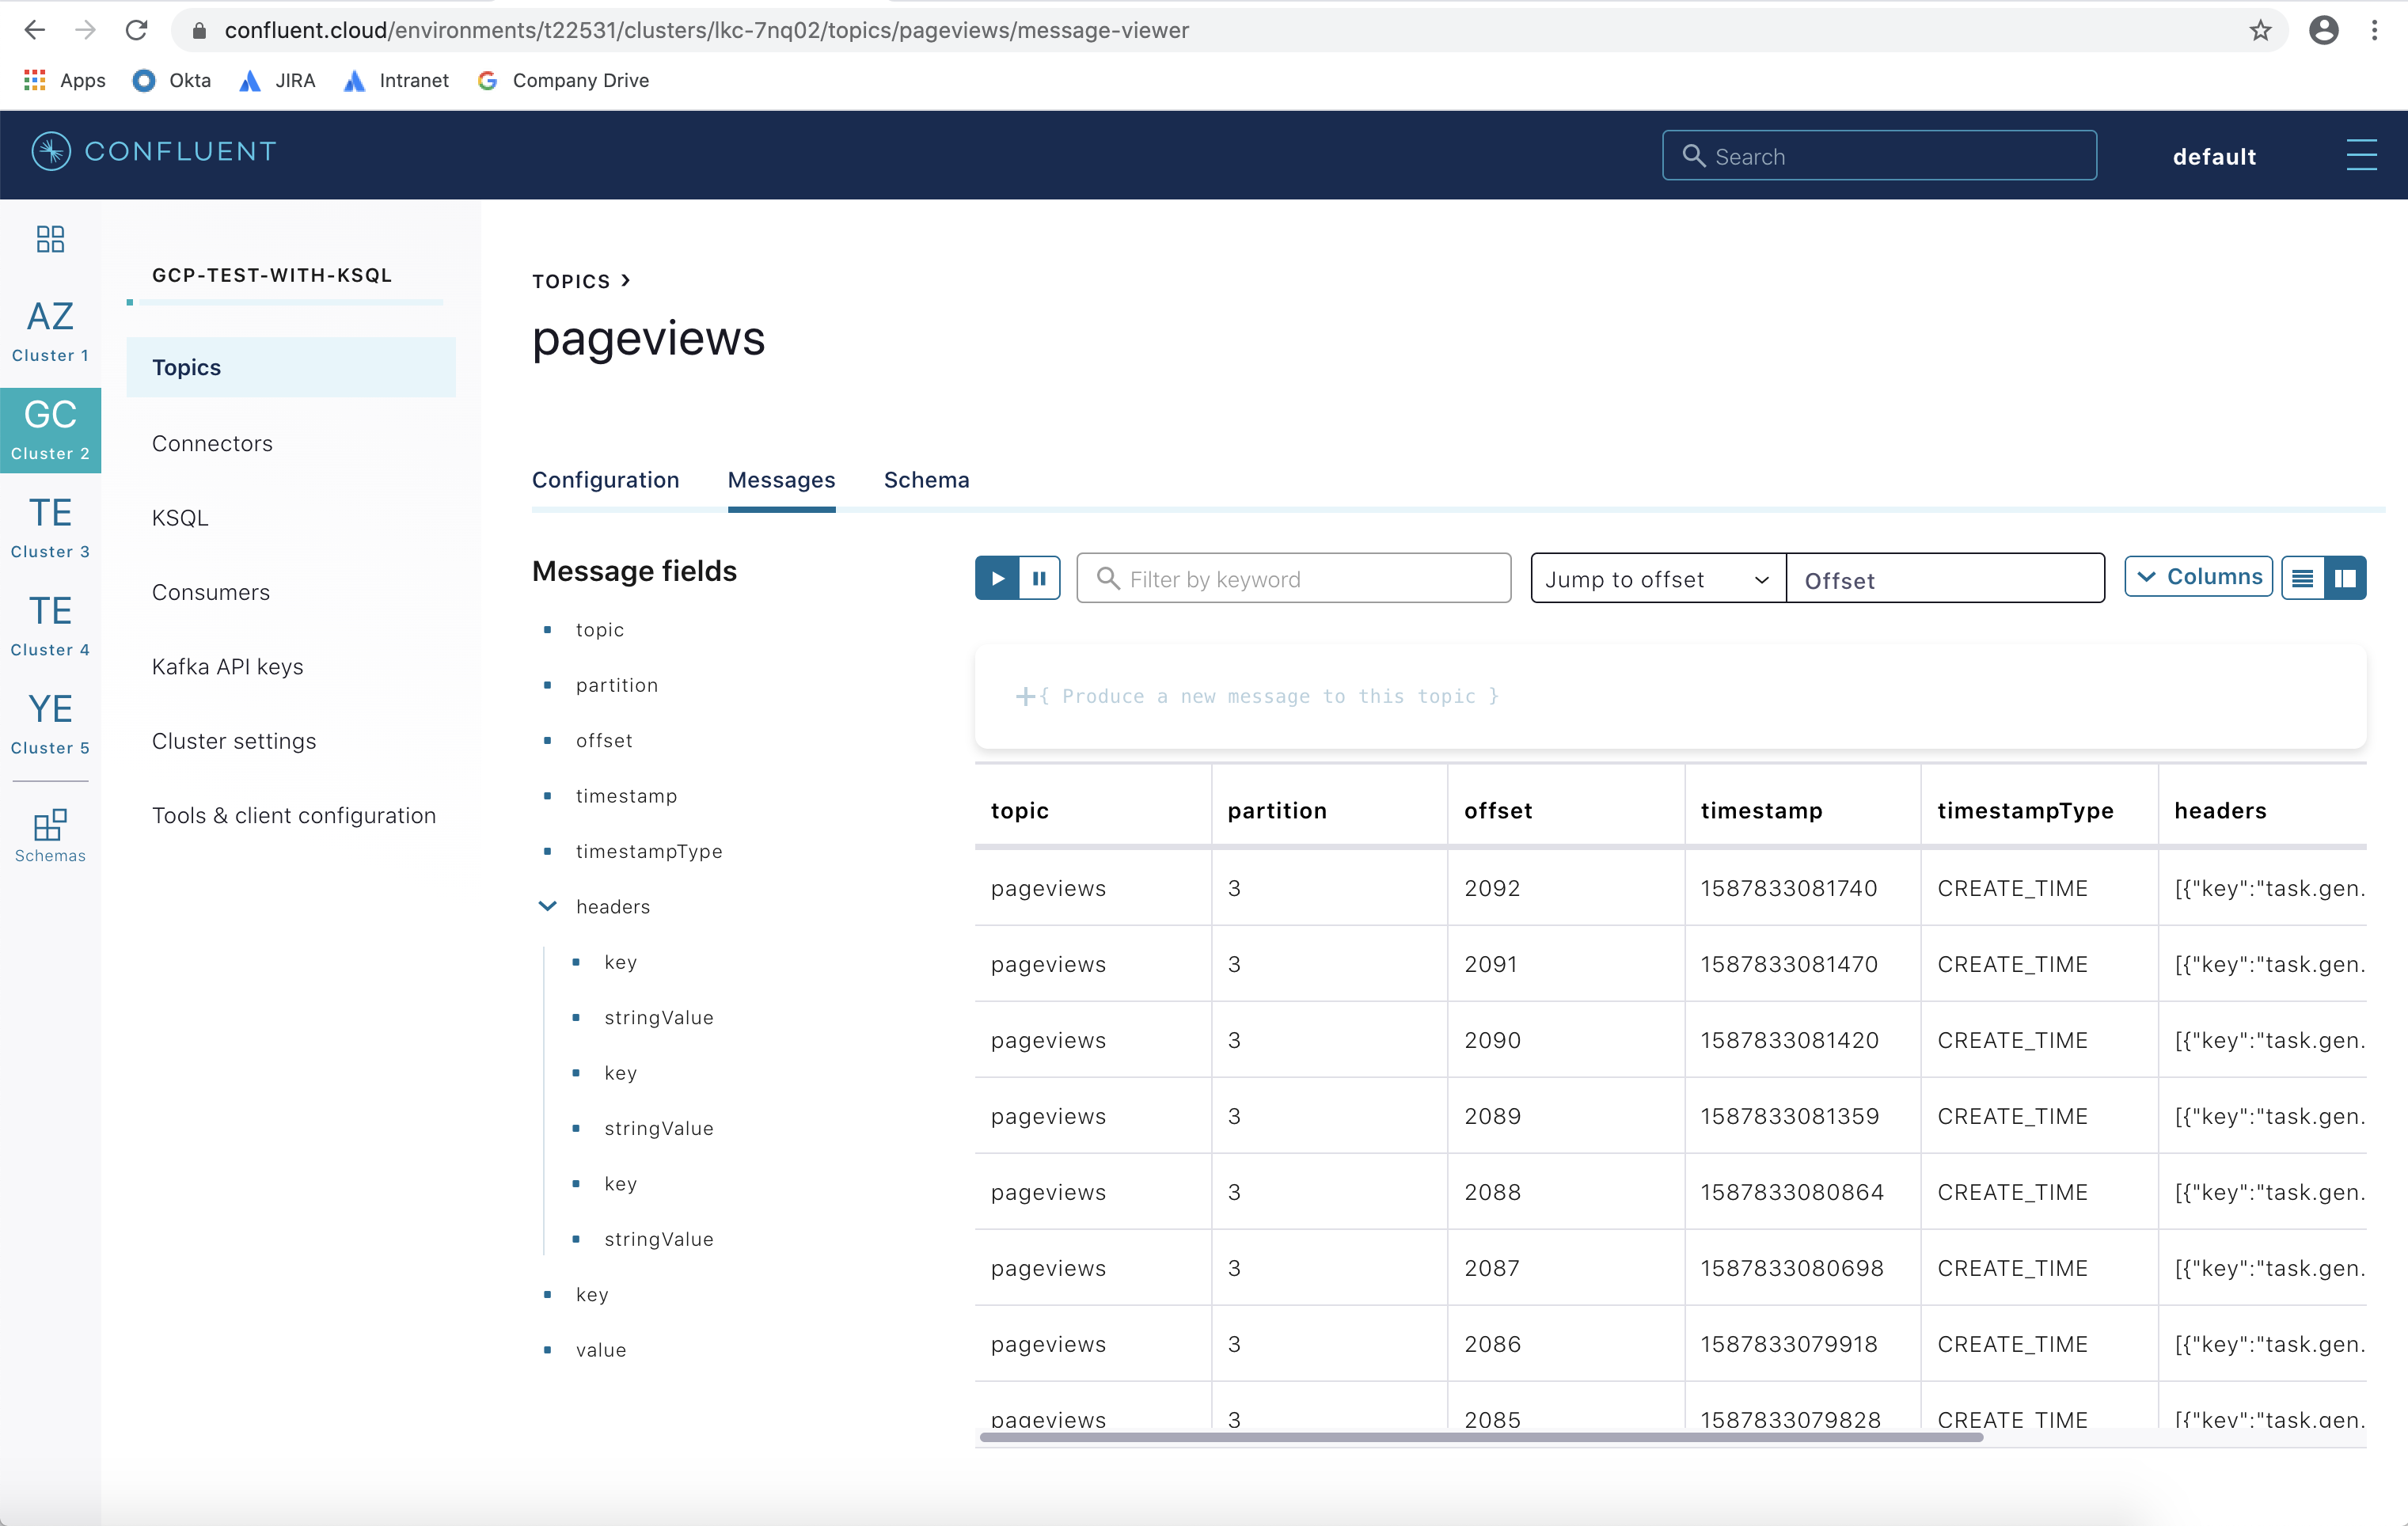 confluent.cloud/environments/t22531/clusters/lkc-7nq02/topics/pageviews/message-viewer
Apps Okta JIRA Intranet Company Drive
CONFLUENT Search default
AZ
Cluster 1
GC
Cluster 2
TE
Cluster 3
TE
Cluster 4
YE
Cluster 5
Schemas
GCP-TEST-WITH-KSQL
Topics
Connectors
KSQL
Consumers
Kafka API keys
Cluster settings
Tools & client configuration
TOPICS >
pageviews
Configuration Messages Schema
Message fields
topic
partition
offset
timestamp
timestampType
headers
key
stringValue
key
stringValue
key
stringValue
key
value
Filter by keyword Jump to offset Offset Columns
+{ Produce a new message to this topic }
topic partition offset timestamp timestampType headers
pageviews 3 2092 1587833081740 CREATE_TIME [{"key":"task.gen.
pageviews 3 2091 1587833081470 CREATE_TIME [{"key":"task.gen.
pageviews 3 2090 1587833081420 CREATE_TIME [{"key":"task.gen.
pageviews 3 2089 1587833081359 CREATE_TIME [{"key":"task.gen.
pageviews 3 2088 1587833080864 CREATE_TIME [{"key":"task.gen.
pageviews 3 2087 1587833080698 CREATE_TIME [{"key":"task.gen.
pageviews 3 2086 1587833079918 CREATE_TIME [{"key":"task.gen.
pageviews 3 2085 1587833079828 CREATE_TIME [{"key":"task.gen.